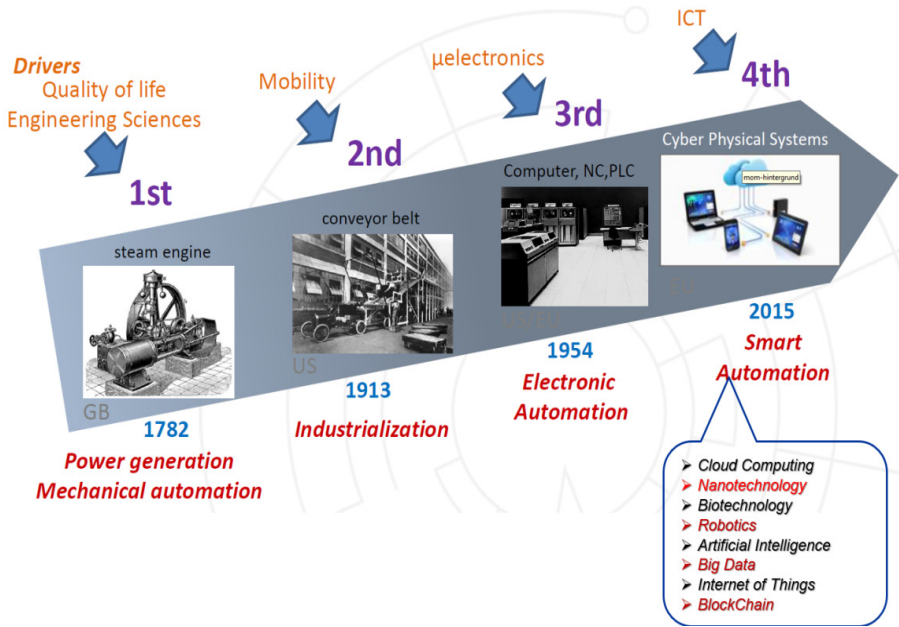 Drivers
Quality of life
Engineering Sciences
1st
steam engine
GB
1782
Power generation
Mechanical automation
Mobility
2nd
conveyor belt
US
1913
Industrialization
µelectronics
3rd
Computer, NC,PLC
1954
Electronic
Automation
ICT
4th
Cyber Physical Systems
mom-hintergrund
2015
Smart
Automation
➢ Cloud Computing
➢ Nanotechnology
➢ Biotechnology
➢ Robotics
➢ Artificial Intelligence
➢ Big Data
➢ Internet of Things
➢ BlockChain